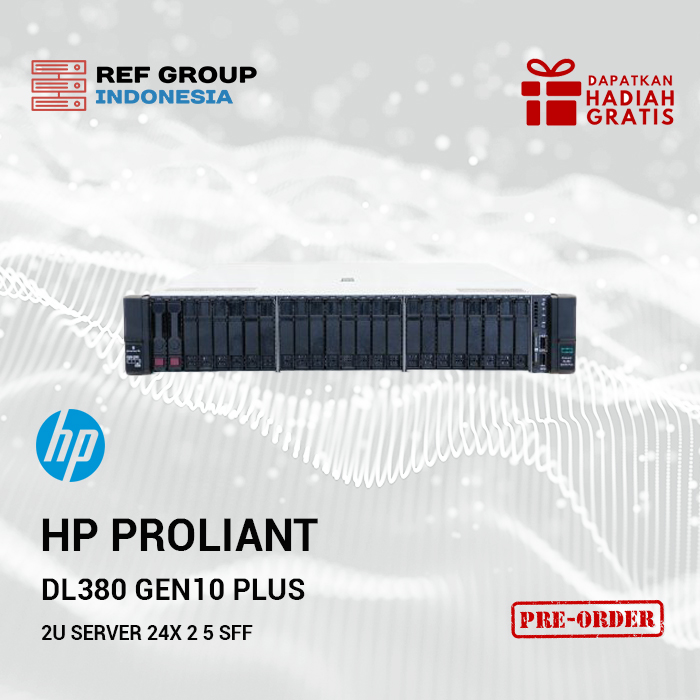 REF GROUP
INDONESIA
DAPATKAN
HADIAH
GRATIS
hp
HP PROLIANT
DL380 GEN10 PLUS
2U SERVER 24X 2 5 SFF
PRE-ORDER